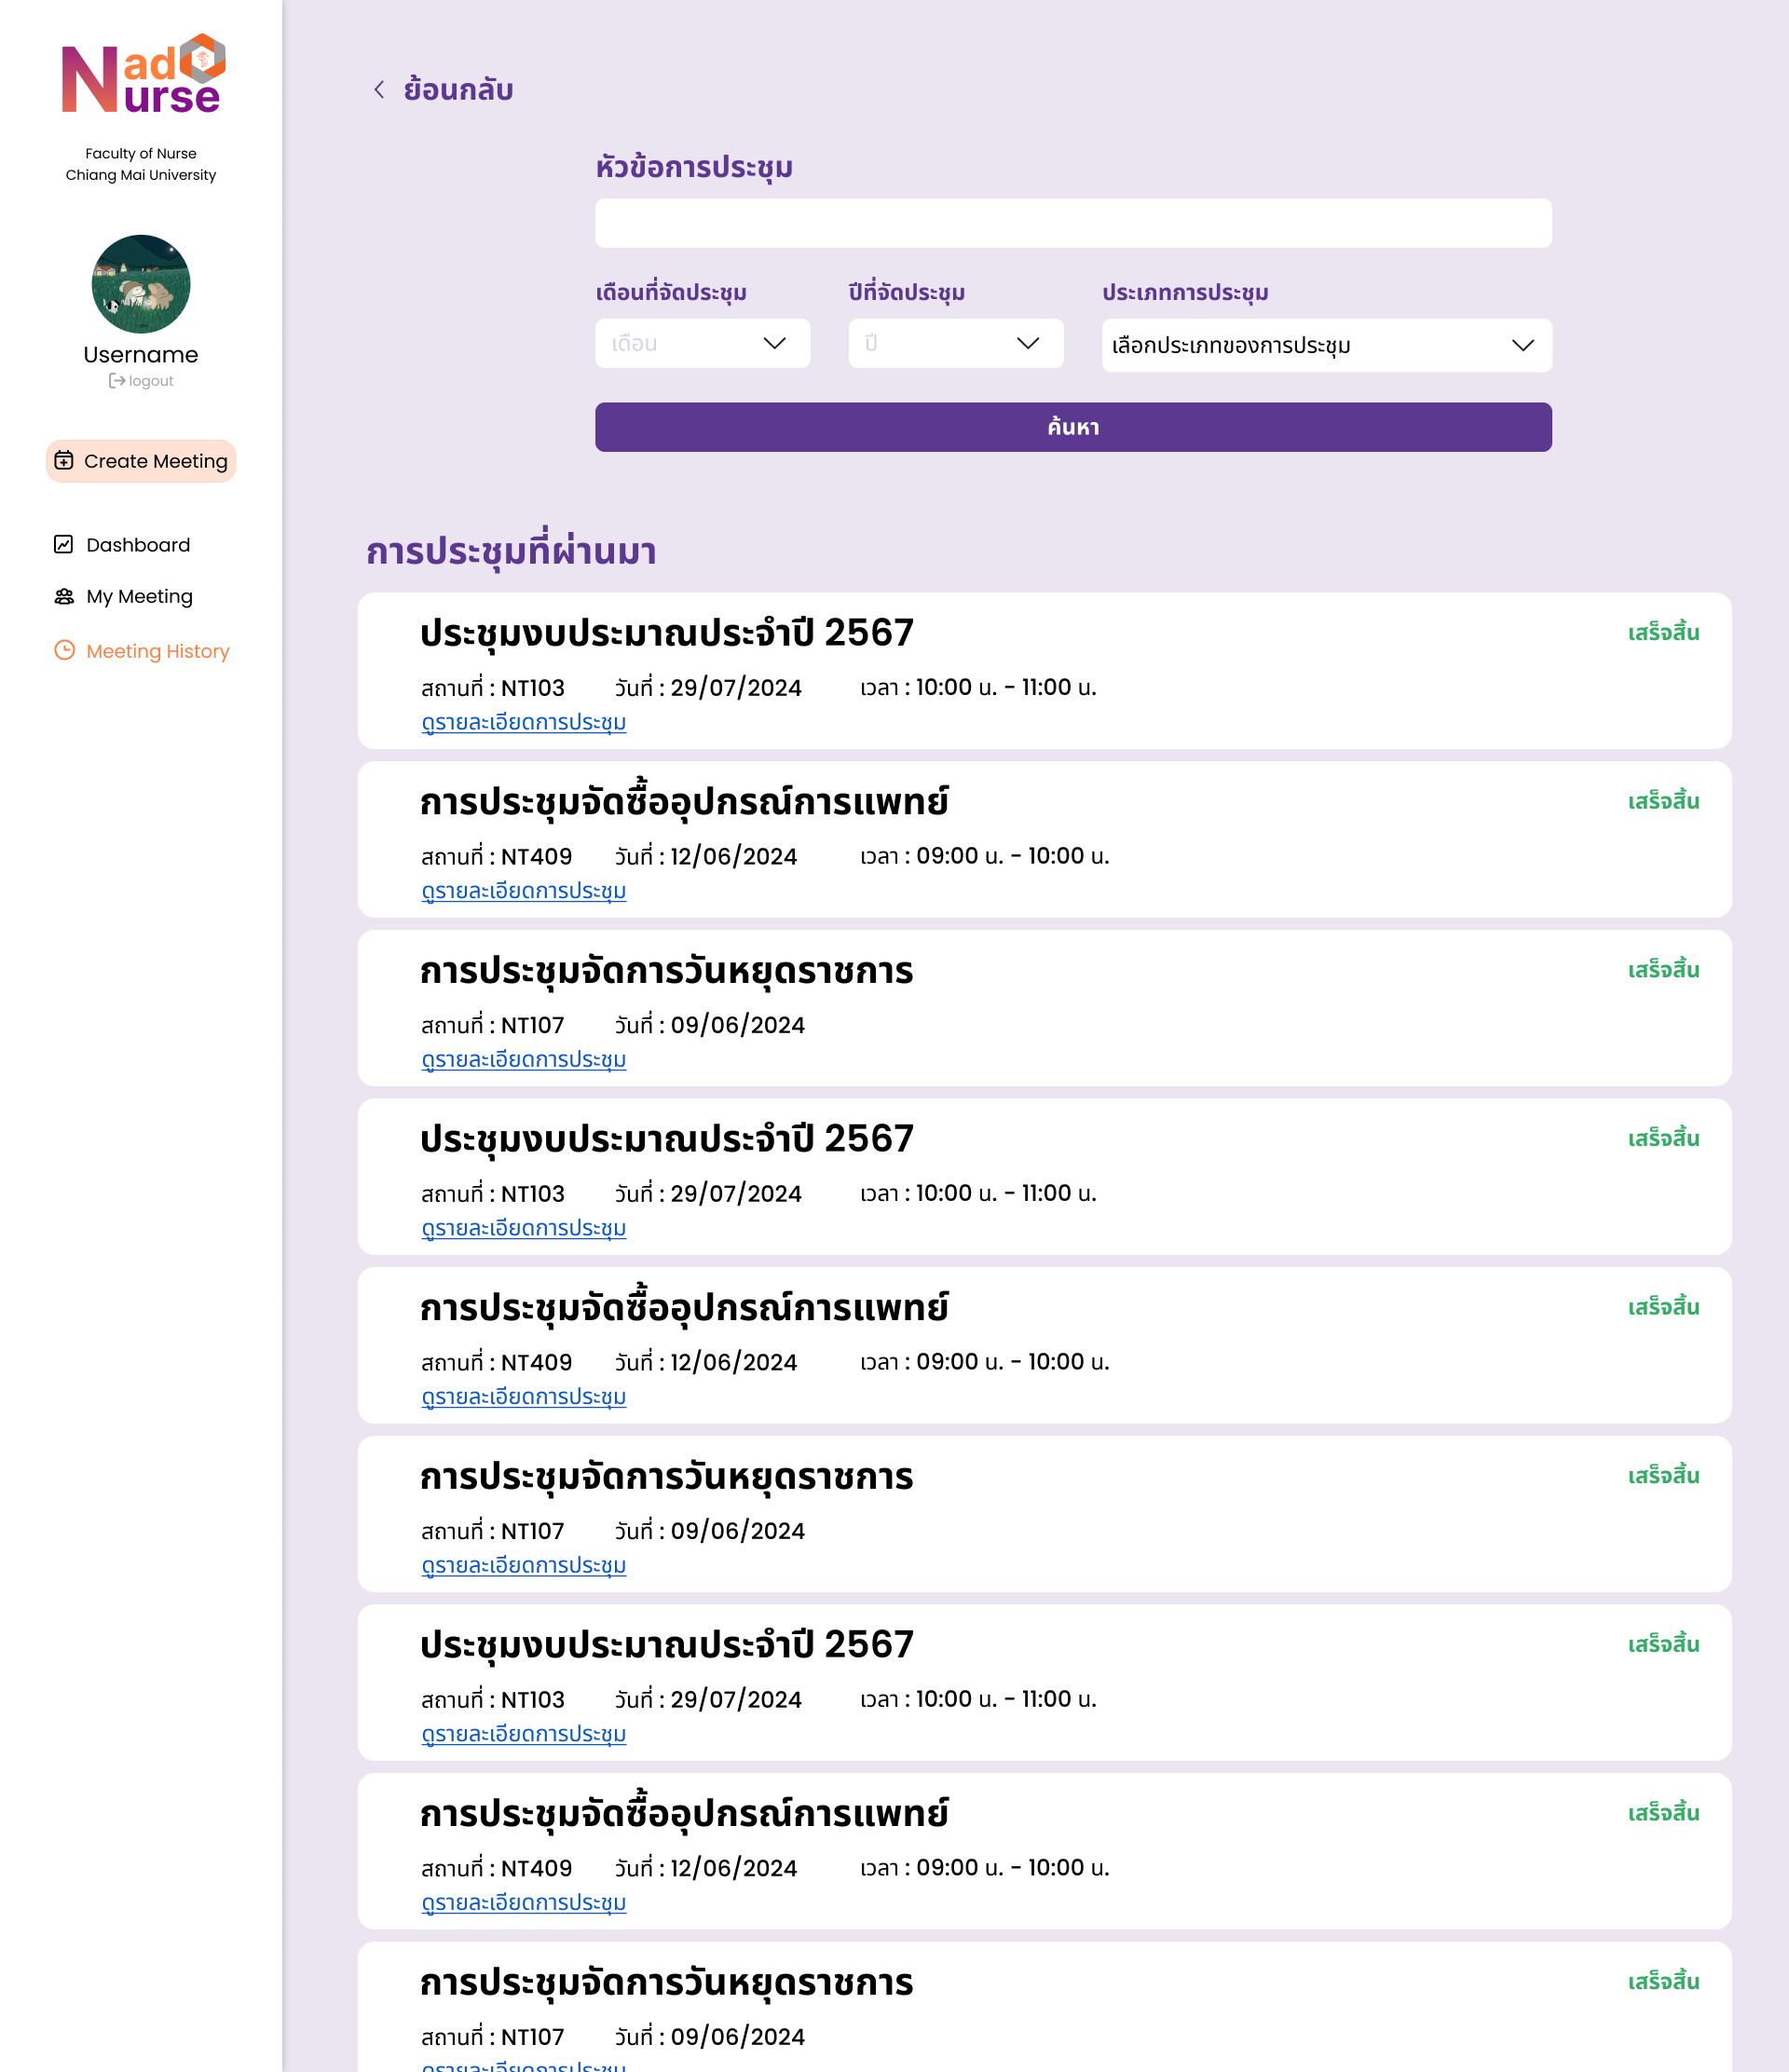 Nado
Nurse
Faculty of Nurse
Chiang Mai University
Username
logout
Create Meeting
Dashboard
My Meeting
Meeting History
ย้อนกลับ
หัวข้อการประชุม
เดือนที่จัดประชุม ปีที่จัดประชุม ประเภทการประชุม
เดือน ปี เลือกประเภทของการประชุม
ค้นหา
การประชุมที่ผ่านมา
ประชุมงบประมาณประจำปี 2567 เสร็จสิ้น
สถานที่ : NT103 วันที่ : 29/07/2024 เวลา : 10:00 น. - 11:00 น.
ดูรายละเอียดการประชุม
การประชุมจัดซื้ออุปกรณ์การแพทย์ เสร็จสิ้น
สถานที่ : NT409 วันที่ : 12/06/2024 เวลา : 09:00 น. - 10:00 น.
ดูรายละเอียดการประชุม
การประชุมจัดการวันหยุดราชการ เสร็จสิ้น
สถานที่ : NT107 วันที่ : 09/06/2024
ดูรายละเอียดการประชุม
ประชุมงบประมาณประจำปี 2567 เสร็จสิ้น
สถานที่ : NT103 วันที่ : 29/07/2024 เวลา : 10:00 น. - 11:00 น.
ดูรายละเอียดการประชุม
การประชุมจัดซื้ออุปกรณ์การแพทย์ เสร็จสิ้น
สถานที่ : NT409 วันที่ : 12/06/2024 เวลา : 09:00 น. - 10:00 น.
ดูรายละเอียดการประชุม
การประชุมจัดการวันหยุดราชการ เสร็จสิ้น
สถานที่ : NT107 วันที่ : 09/06/2024
ดูรายละเอียดการประชุม
ประชุมงบประมาณประจำปี 2567 เสร็จสิ้น
สถานที่ : NT103 วันที่ : 29/07/2024 เวลา : 10:00 น. - 11:00 น.
ดูรายละเอียดการประชุม
การประชุมจัดซื้ออุปกรณ์การแพทย์ เสร็จสิ้น
สถานที่ : NT409 วันที่ : 12/06/2024 เวลา : 09:00 น. - 10:00 น.
ดูรายละเอียดการประชุม
การประชุมจัดการวันหยุดราชการ เสร็จสิ้น
สถานที่ : NT107 วันที่ : 09/06/2024
ดูรายละเอียดการประชุม